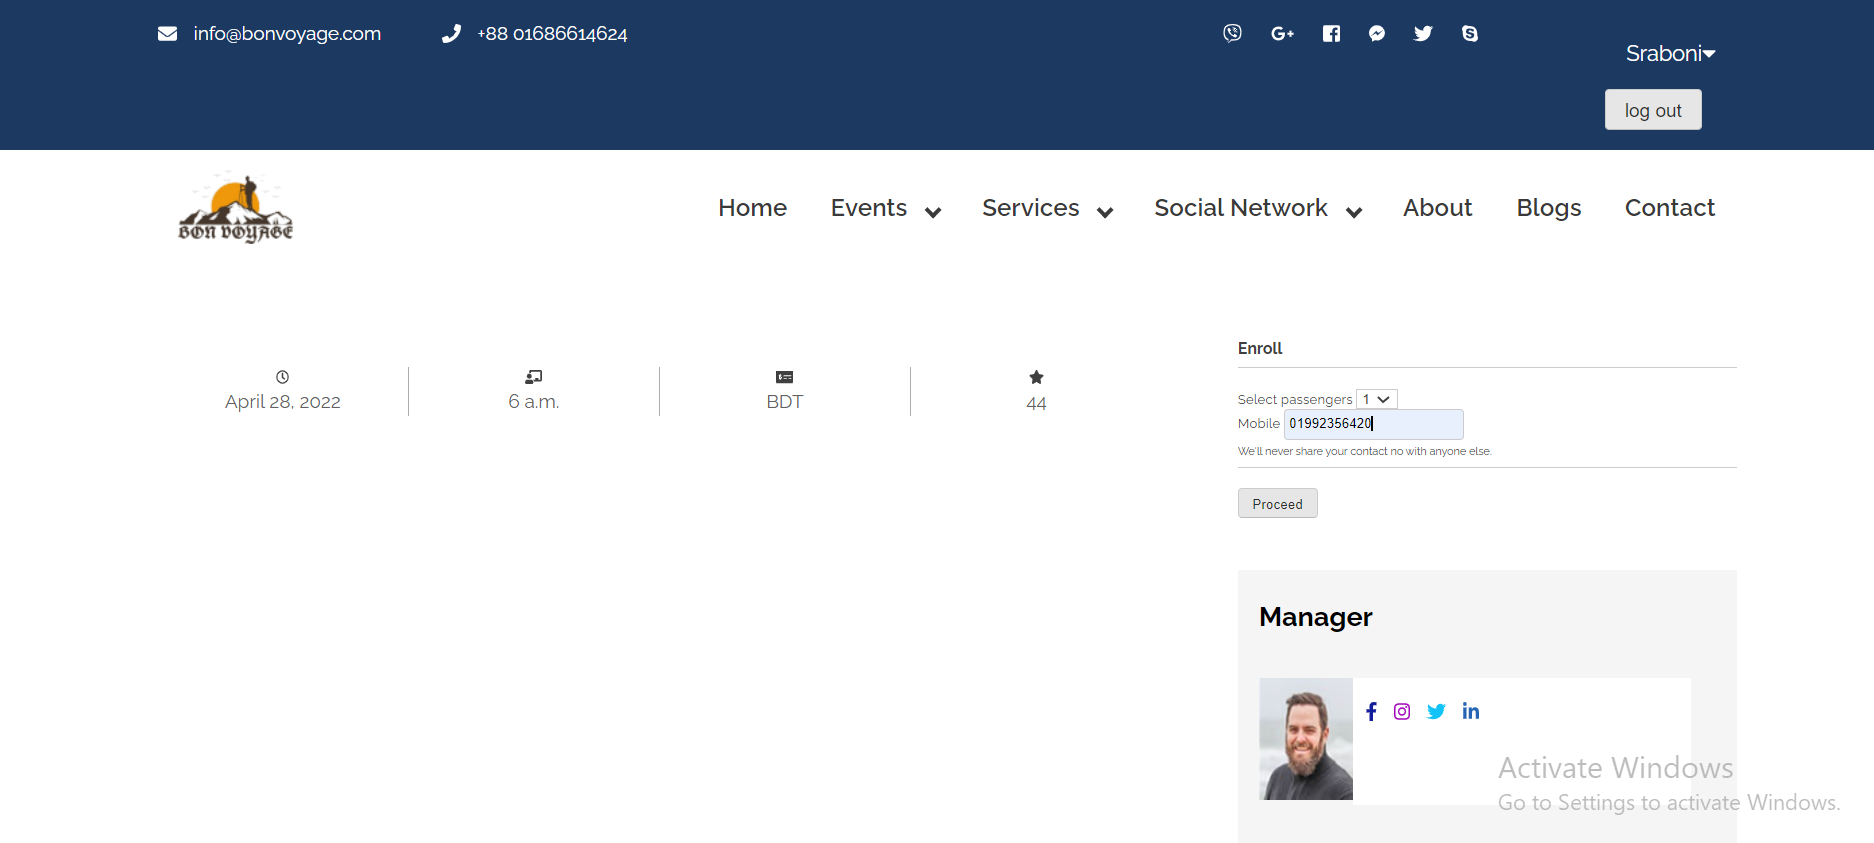 info@bonvoyage.com
+88 01686614624
Sraboni
log out
BON VOYAGE
Home
Events
Services
Social Network
About
Blogs
Contact
April 28, 2022
6 a.m.
BDT
44
Enroll
Select passengers 1
Mobile 01992356420
We'll never share your contact no with anyone else.
Proceed
Manager
Activate Windows
Go to Settings to activate Windows.